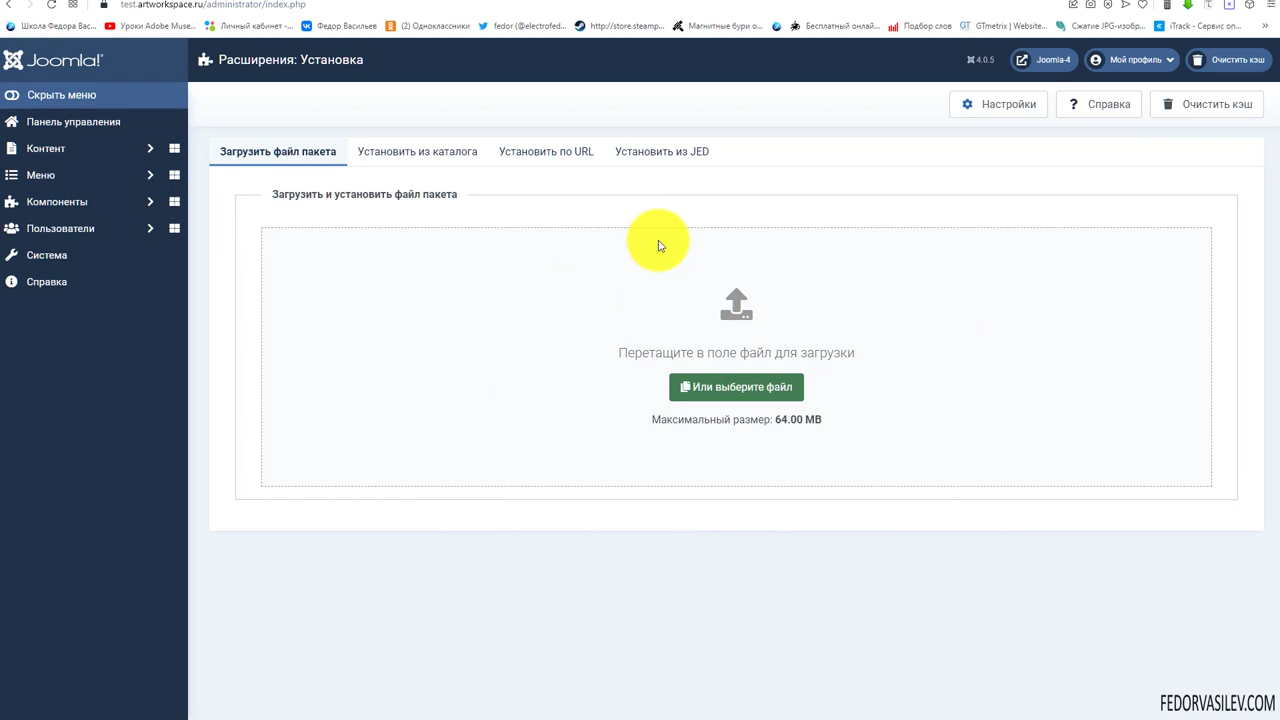 test.artworkspace.ru/administrator/index.php
Школа Федора Вас...
Уроки Adobe Muse...
Личный кабинет -...
Федор Васильев
(2) Одноклассники
fedor (@electrofed...
http://store.steamp...
Магнитные бури о...
Бесплатный онлай...
Подбор слов
GTmetrix | Website...
Сжатие JPG-изобр...
iTrack - Сервис оп...
Joomla!
Расширения: Установка
4.0.5
Joomla-4
Мой профиль
Очистить кэш
Скрыть меню
Настройки
Справка
Очистить кэш
Панель управления
Контент
Меню
Компоненты
Пользователи
Система
Справка
Загрузить файл пакета
Установить из каталога
Установить по URL
Установить из JED
Загрузить и установить файл пакета
Перетащите в поле файл для загрузки
Или выберите файл
Максимальный размер: 64.00 MB
FEDORVASILEV.COM